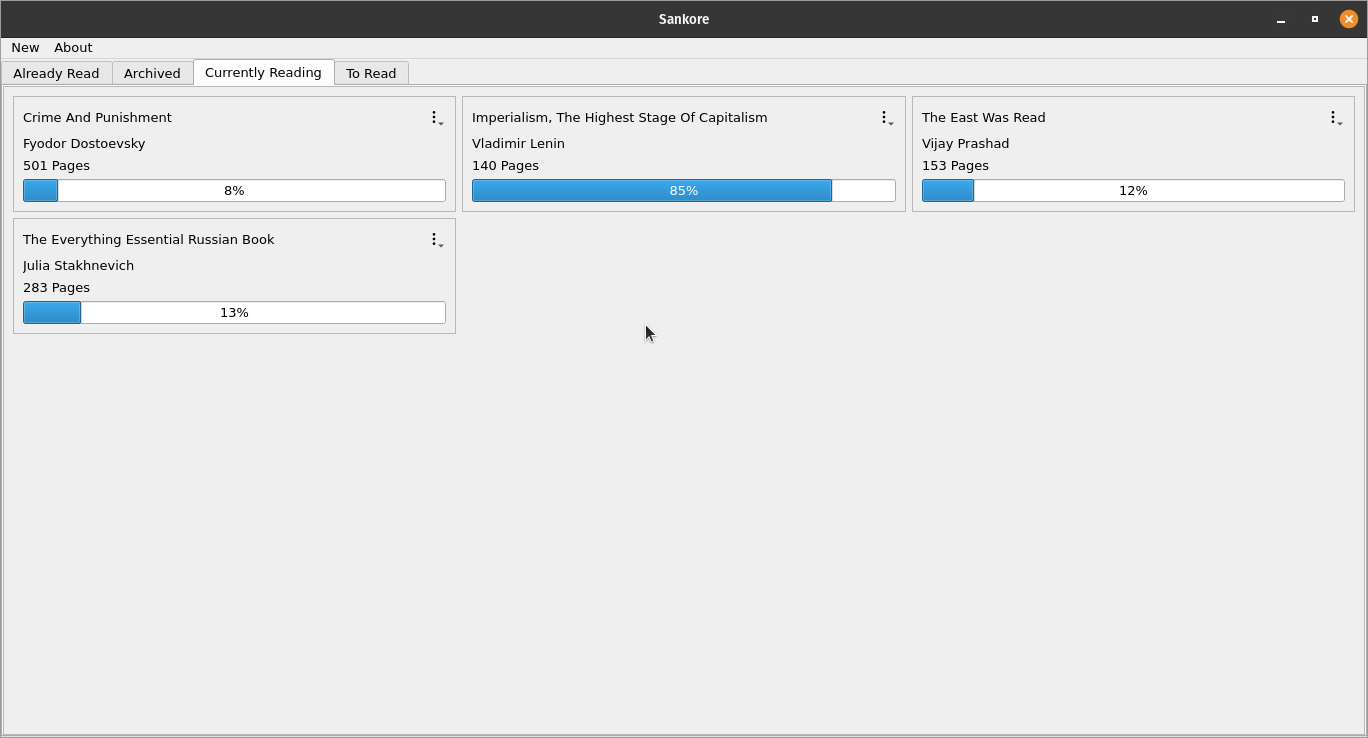 Sankore
New About
Already Read Archived Currently Reading To Read
Crime And Punishment
Fyodor Dostoevsky
501 Pages
8%
Imperialism, The Highest Stage Of Capitalism
Vladimir Lenin
140 Pages
85%
The East Was Read
Vijay Prashad
153 Pages
12%
The Everything Essential Russian Book
Julia Stakhnevich
283 Pages
13%